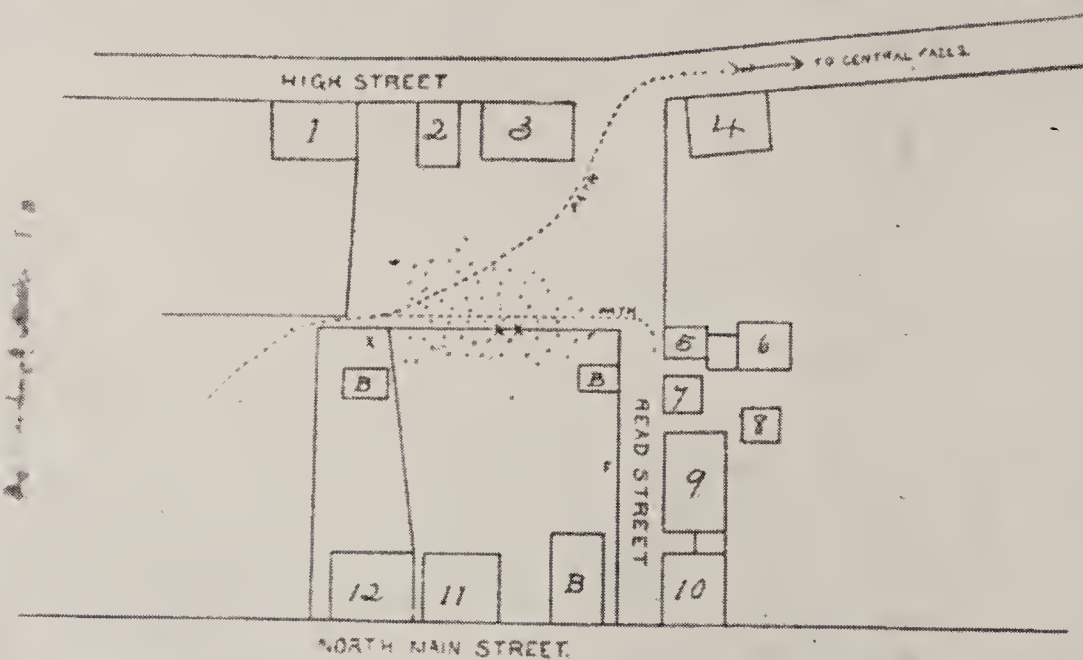 HIGH STREET
TO CENTRAL FALLS
1
2
3
4
PATH
PATH
X
B
B
5
6
7
8
READ STREET
9
12
11
B
10
NORTH MAIN STREET.